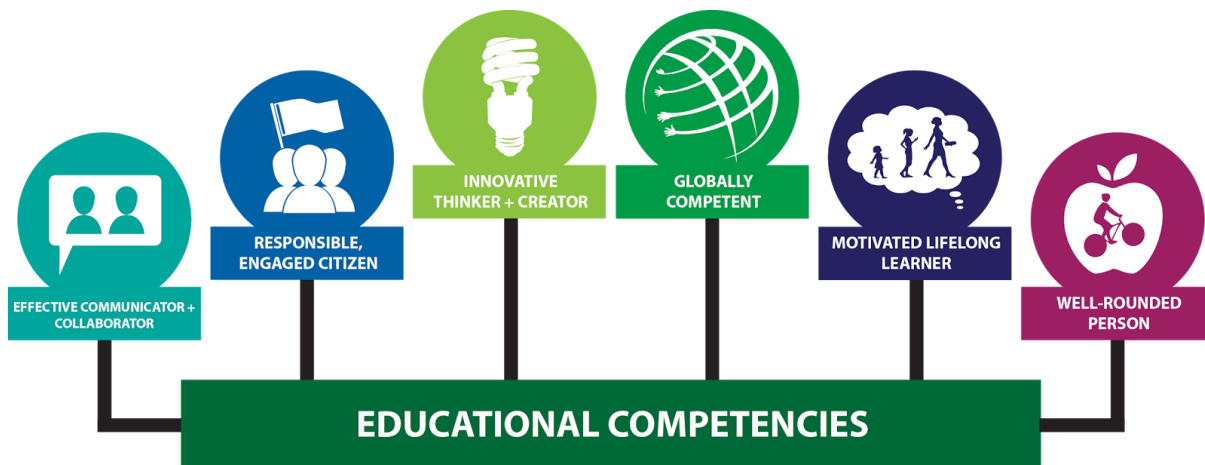 EFFECTIVE COMMUNICATOR +
COLLABORATOR
RESPONSIBLE,
ENGAGED CITIZEN
INNOVATIVE
THINKER + CREATOR
GLOBALLY
COMPETENT
MOTIVATED LIFELONG
LEARNER
WELL-ROUNDED
PERSON
EDUCATIONAL COMPETENCIES